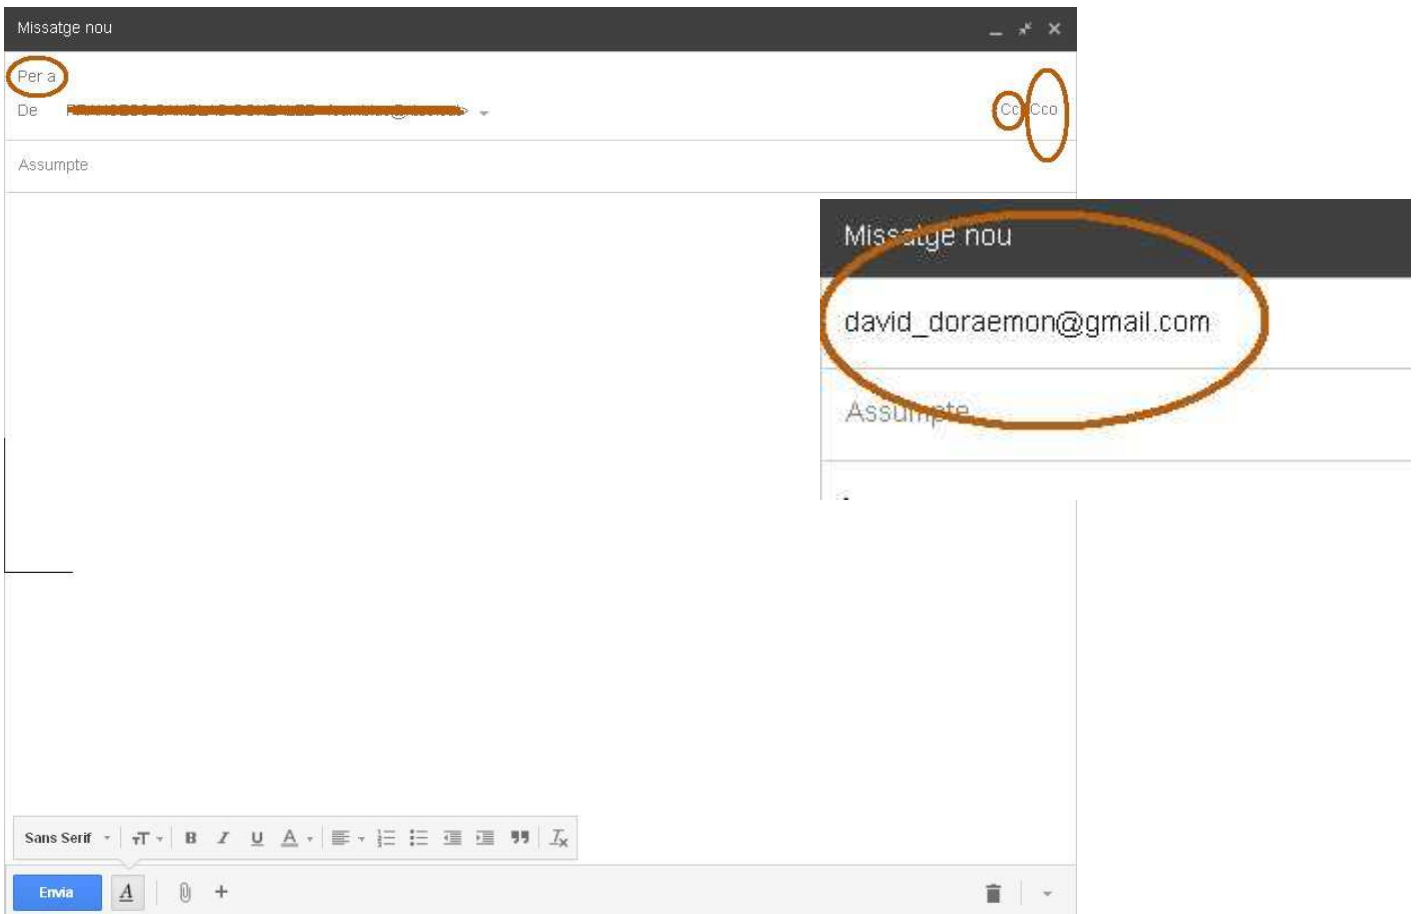 Missatge nou
Per a
De
Cc Cco
Assumpte
Missatge nou
david_doraemon@gmail.com
Assumpte
Sans Serif
Envia